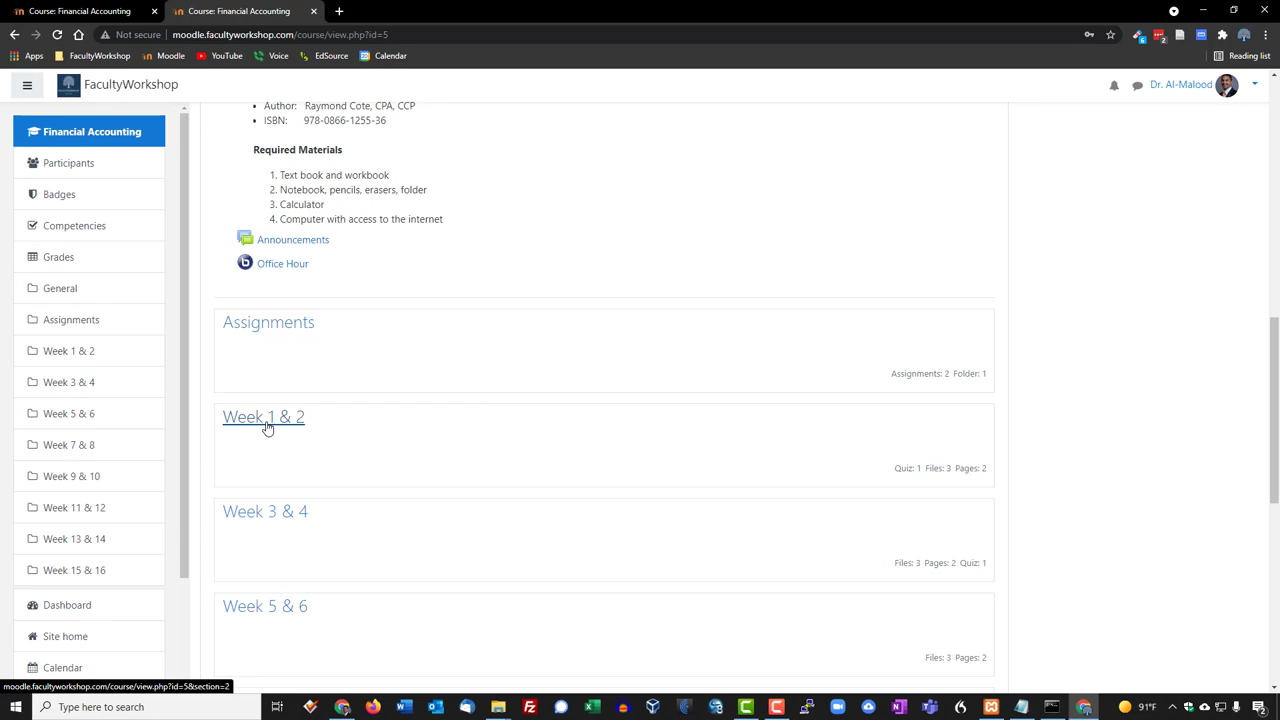 Course: Financial Accounting
Course: Financial Accounting
Not secure
moodle.facultyworkshop.com/course/view.php?id=5
Apps
FacultyWorkshop
Moodle
YouTube
Voice
EdSource
Calendar
Reading list
FacultyWorkshop
Dr. Al-Malood
Financial Accounting
Participants
Badges
Competencies
Grades
General
Assignments
Week 1 & 2
Week 3 & 4
Week 5 & 6
Week 7 & 8
Week 9 & 10
Week 11 & 12
Week 13 & 14
Week 15 & 16
Dashboard
Site home
Calendar
Author: Raymond Cote, CPA, CCP
ISBN: 978-0866-1255-36
Required Materials
1. Text book and workbook
2. Notebook, pencils, erasers, folder
3. Calculator
4. Computer with access to the internet
Announcements
Office Hour
Assignments
Assignments: 2 Folder: 1
Week 1 & 2
Quiz: 1 Files: 3 Pages: 2
Week 3 & 4
Files: 3 Pages: 2 Quiz: 1
Week 5 & 6
Files: 3 Pages: 2
moodle.facultyworkshop.com/course/view.php?id=5&section=2
Type here to search
91°F